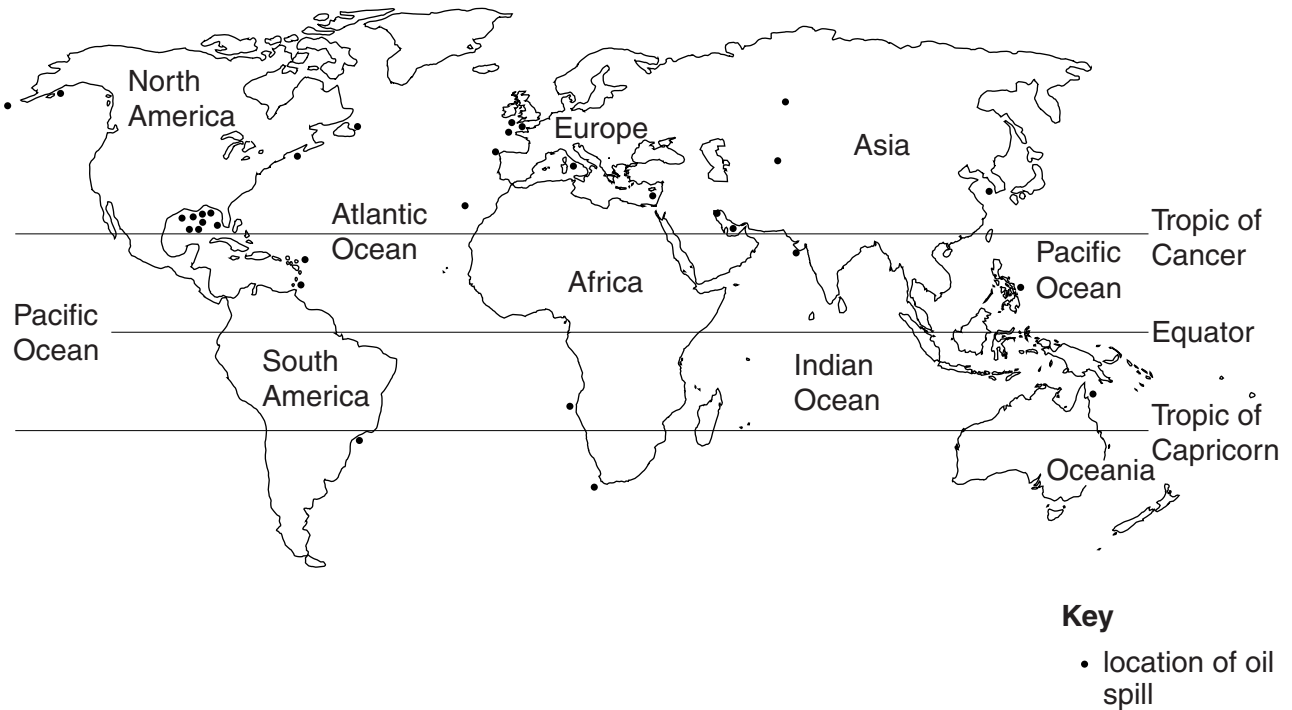 North
America
Europe
Asia
Atlantic
Ocean
Tropic of
Cancer
Pacific
Ocean
Africa
Pacific
Ocean
Equator
South
America
Indian
Ocean
Tropic of
Capricorn
Oceania
Key
location of oil
spill